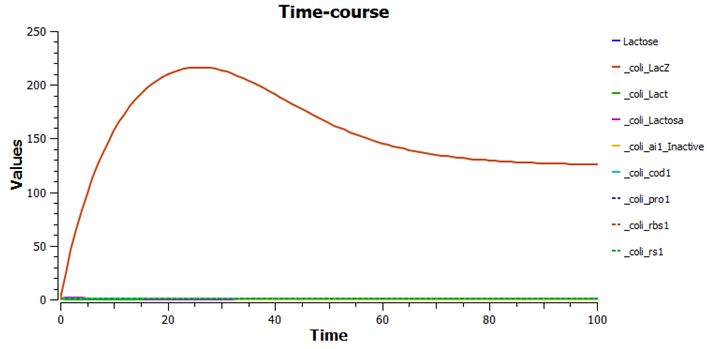 Time-course
250
200
150
100
50
0
Values
0 20 40 60 80 100
Time
Lactose
_coli_LacZ
_coli_Lact
_coli_Lactosa
_coli_ai1_Inactive
_coli_cod1
_coli_pro1
_coli_rbs1
_coli_rs1